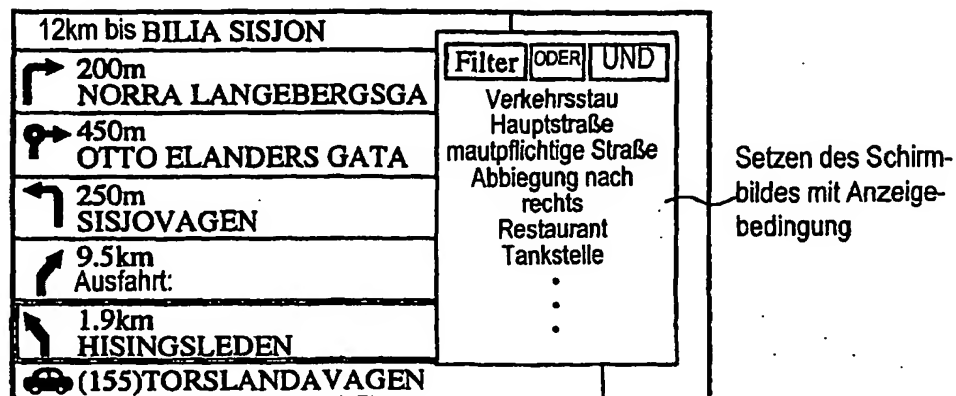 12km bis BILIA SISJON
200m
NORRA LANGEBERGSGA
450m
OTTO ELANDERS GATA
250m
SISJOVAGEN
9.5km
Ausfahrt:
1.9km
HISINGSLEDEN
(155)TORSLANDAVAGEN
Filter ODER UND
Verkehrsstau
Hauptstraße
mautpflichtige Straße
Abbiegung nach
rechts
Restaurant
Tankstelle
Setzen des Schirm-
bildes mit Anzeige-
bedingung